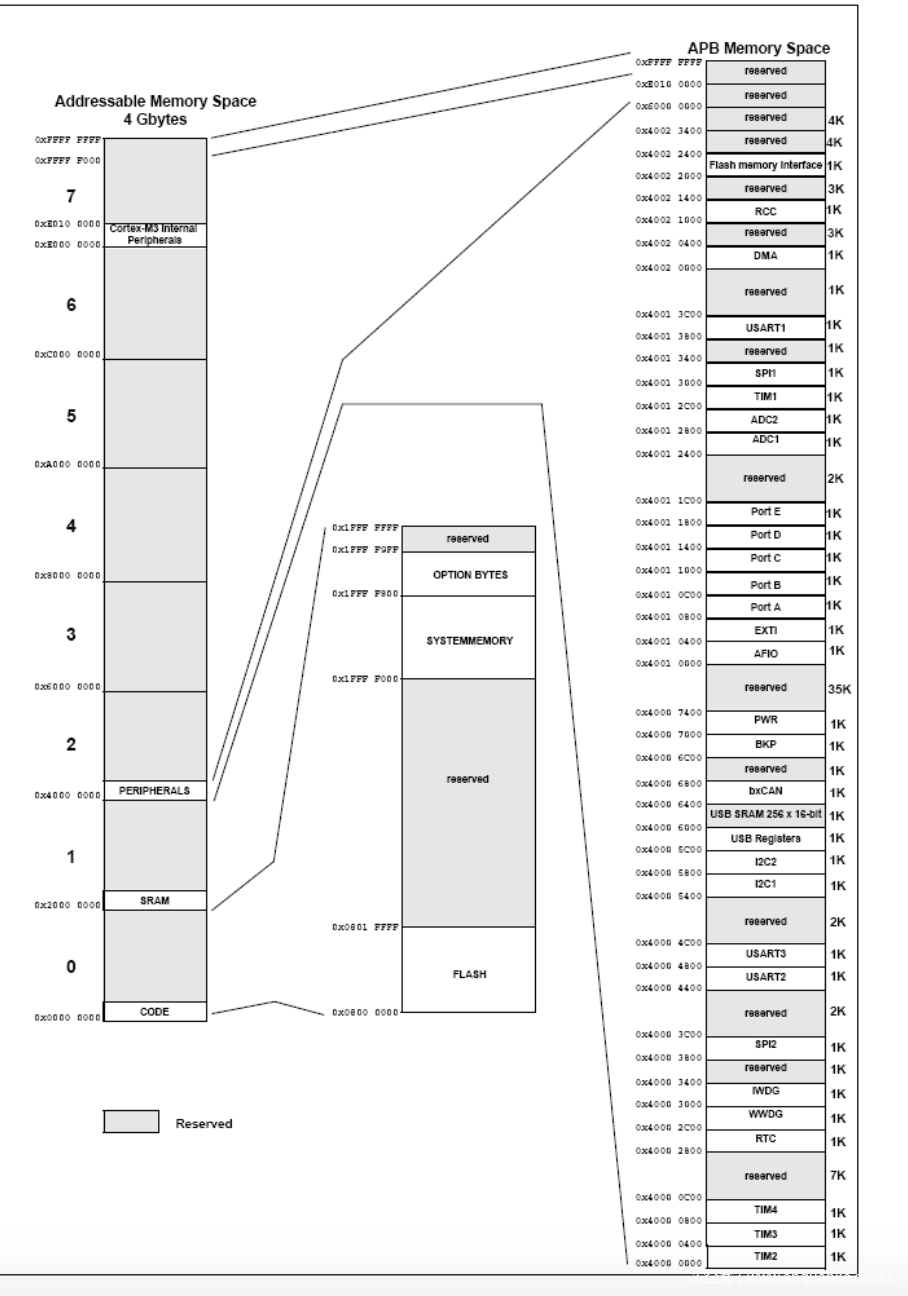 Addressable Memory Space
4 Gbytes
0xFFFF FFFF
0xFFFF F000
7
0xE010 0000
Cortex-M3 Internal
Peripherals
0xE000 0000
6
0xC000 0000
5
0xA000 0000
4
0x8000 0000
3
0x6000 0000
2
PERIPHERALS
0x4000 0000
1
SRAM
0x2000 0000
0
CODE
0x0000 0000
Reserved
0x1FFF FFFF
reserved
0x1FFF F9FF
OPTION BYTES
0x1FFF F800
SYSTEMMEMORY
0x1FFF F000
reserved
0x0801 FFFF
FLASH
0x0800 0000
APB Memory Space
0xFFFF FFFF
reserved
0xE010 0000
reserved
0x6000 0000
reserved 4K
0x4002 3400
reserved 4K
0x4002 2400
Flash memory Interface 1K
0x4002 2000
reserved 3K
0x4002 1400
RCC 1K
0x4002 1000
reserved 3K
0x4002 0400
DMA 1K
0x4002 0000
reserved 1K
0x4001 3C00
USART1 1K
0x4001 3800
reserved 1K
0x4001 3400
SPI1 1K
0x4001 3000
TIM1 1K
0x4001 2C00
ADC2 1K
0x4001 2800
ADC1 1K
0x4001 2400
reserved 2K
0x4001 1C00
Port E 1K
0x4001 1800
Port D 1K
0x4001 1400
Port C 1K
0x4001 1000
Port B 1K
0x4001 0C00
Port A 1K
0x4001 0800
EXTI 1K
0x4001 0400
AFIO 1K
0x4001 0000
reserved 35K
0x4000 7400
PWR 1K
0x4000 7000
BKP 1K
0x4000 6C00
reserved 1K
0x4000 6800
bxCAN 1K
0x4000 6400
USB SRAM 256 x 16-bit 1K
0x4000 6000
USB Registers 1K
0x4000 5C00
I2C2 1K
0x4000 5800
I2C1 1K
0x4000 5400
reserved 2K
0x4000 4C00
USART3 1K
0x4000 4800
USART2 1K
0x4000 4400
reserved 2K
0x4000 3C00
SPI2 1K
0x4000 3800
reserved 1K
0x4000 3400
IWDG 1K
0x4000 3000
WWDG 1K
0x4000 2C00
RTC 1K
0x4000 2800
reserved 7K
0x4000 0C00
TIM4 1K
0x4000 0800
TIM3 1K
0x4000 0400
TIM2 1K
0x4000 0000